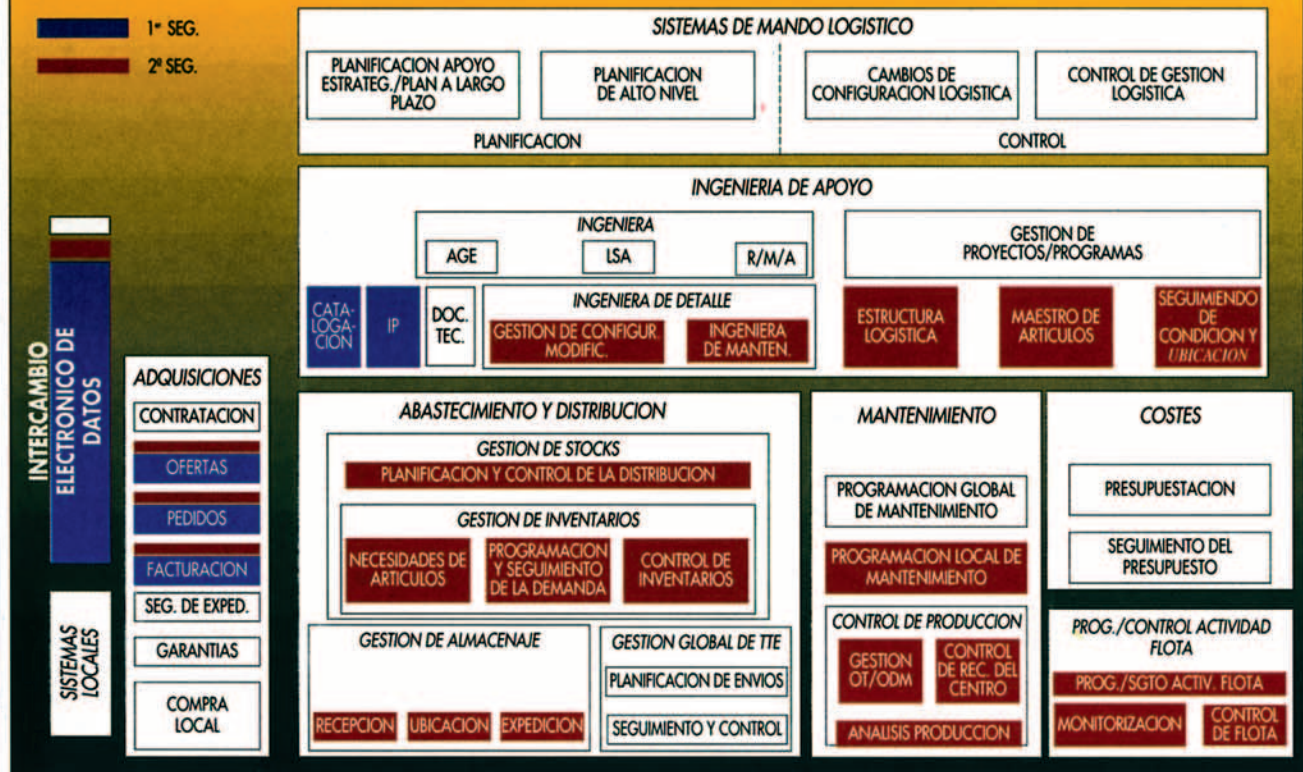 1er SEG.
2º SEG.
SISTEMAS DE MANDO LOGISTICO
PLANIFICACION APOYO
ESTRATEG./PLAN A LARGO
PLAZO
PLANIFICACION
DE ALTO NIVEL
CAMBIOS DE
CONFIGURACION LOGISTICA
CONTROL DE GESTION
LOGISTICA
PLANIFICACION
CONTROL
INGENIERIA DE APOYO
INGENIERA
AGE
LSA
R/M/A
GESTION DE
PROYECTOS/PROGRAMAS
CATA-
LOGA-
CION
IP
DOC.
TEC.
INGENIERA DE DETALLE
GESTION DE CONFIGUR.
MODIFIC.
INGENIERA
DE MANTEN.
ESTRUCTURA
LOGISTICA
MAESTRO DE
ARTICULOS
SEGUIMIENDO
DE
CONDICION Y
UBICACION
INTERCAMBIO
ELECTRONICO DE
DATOS
SISTEMAS
LOCALES
ADQUISICIONES
CONTRATACION
OFERTAS
PEDIDOS
FACTURACION
SEG. DE EXPED.
GARANTIAS
COMPRA
LOCAL
ABASTECIMIENTO Y DISTRIBUCION
GESTION DE STOCKS
PLANIFICACION Y CONTROL DE LA DISTRIBUCION
GESTION DE INVENTARIOS
NECESIDADES DE
ARTICULOS
PROGRAMACION
Y SEGUIMIENTO
DE LA DEMANDA
CONTROL DE
INVENTARIOS
GESTION DE ALMACENAJE
RECEPCION
UBICACION
EXPEDICION
GESTION GLOBAL DE TTE
PLANIFICACION DE ENVIOS
SEGUIMIENTO Y CONTROL
MANTENIMIENTO
PROGRAMACION GLOBAL
DE MANTENIMIENTO
PROGRAMACION LOCAL DE
MANTENIMIENTO
CONTROL DE PRODUCCION
GESTION
OT/ODM
CONTROL
DE REC. DEL
CENTRO
ANALISIS PRODUCCION
COSTES
PRESUPUESTACION
SEGUIMIENTO DEL
PRESUPUESTO
PROG./CONTROL ACTIVIDAD
FLOTA
PROG./SGTO ACTIV. FLOTA
MONITORIZACION
CONTROL
DE FLOTA